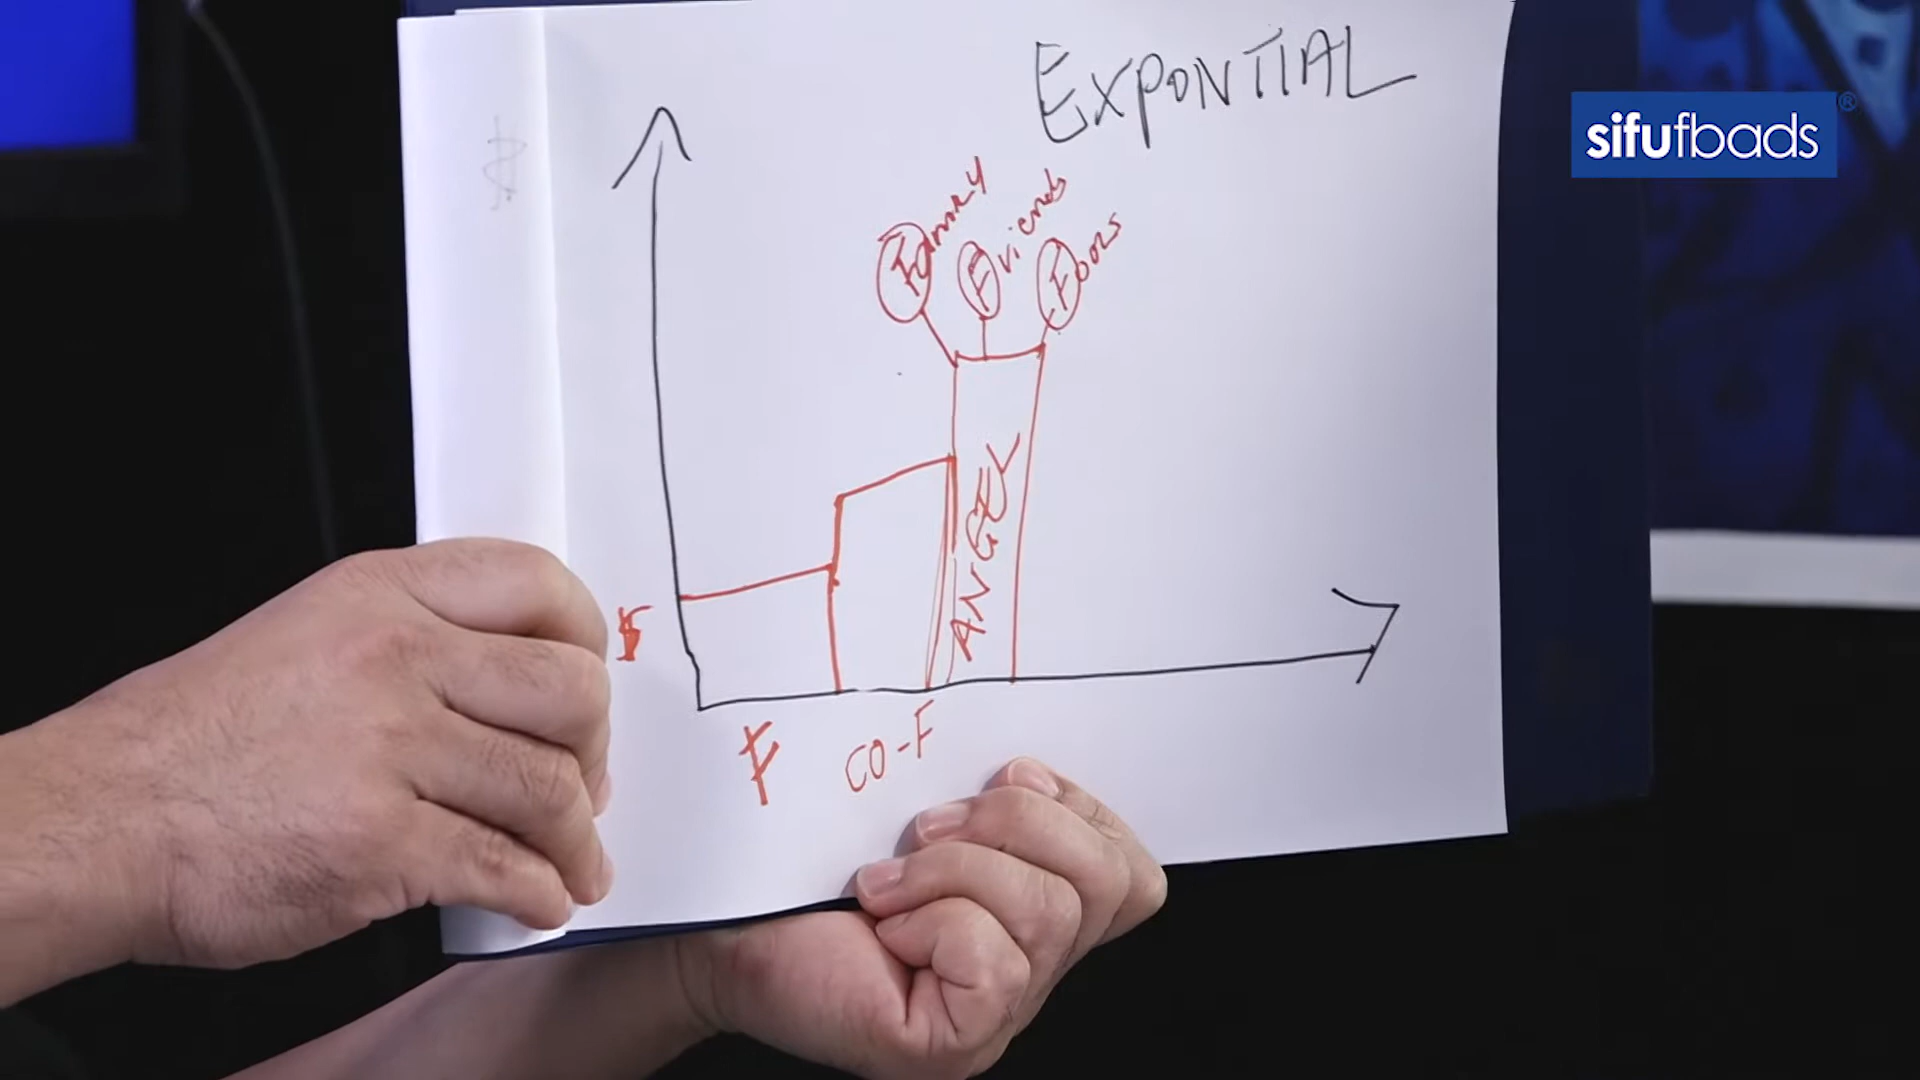 EXPONTIAL
sifufbads®
$
Family
Friends
Fools
ANGEL
$
F
CO-F